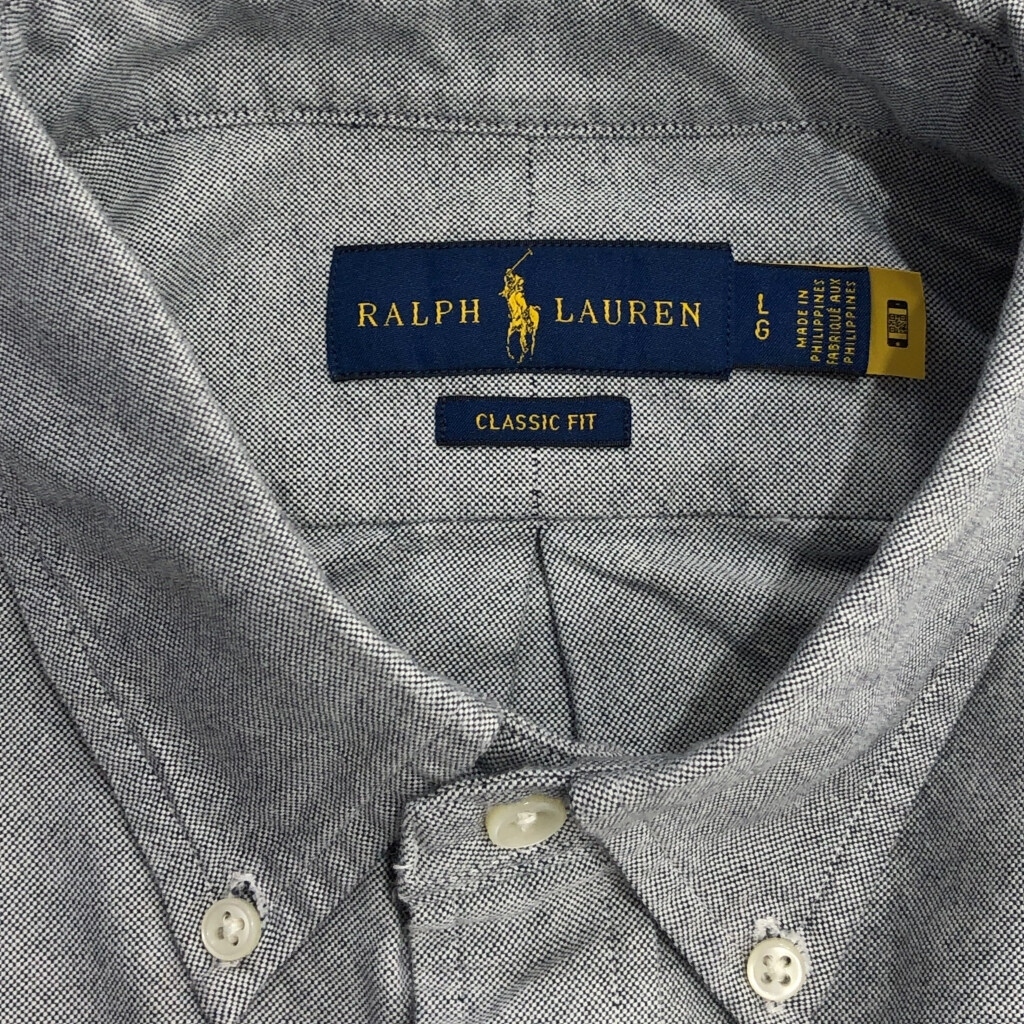 RALPH LAUREN
L
G
MADE IN
PHILIPPINES
FABRIQUÉ AUX
PHILIPPINES
CLASSIC FIT